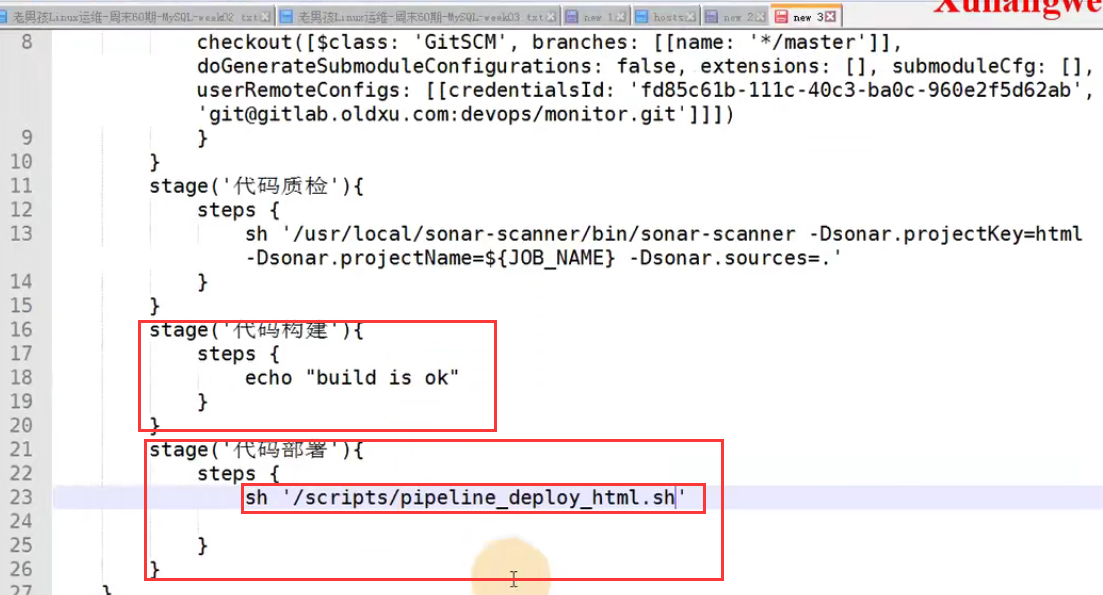 老男孩Linux运维-周末60期-MySQL-week02 txt 老男孩Linux运维-周末60期-MySQL-week03 txt new 1 hosts new 2 new 3
8 checkout([$class: 'GitSCM', branches: [[name: '*/master']],
doGenerateSubmoduleConfigurations: false, extensions: [], submoduleCfg: [],
userRemoteConfigs: [[credentialsId: 'fd85c61b-111c-40c3-ba0c-960e2f5d62ab',
'git@gitlab.oldxu.com:devops/monitor.git']]])
9 }
10 }
11 stage('代码质检'){
12 steps {
13 sh '/usr/local/sonar-scanner/bin/sonar-scanner -Dsonar.projectKey=html
-Dsonar.projectName=${JOB_NAME} -Dsonar.sources=.'
14 }
15 }
16 stage('代码构建'){
17 steps {
18 echo "build is ok"
19 }
20 }
21 stage('代码部署'){
22 steps {
23 sh '/scripts/pipeline_deploy_html.sh'
24
25 }
26 }
27 }